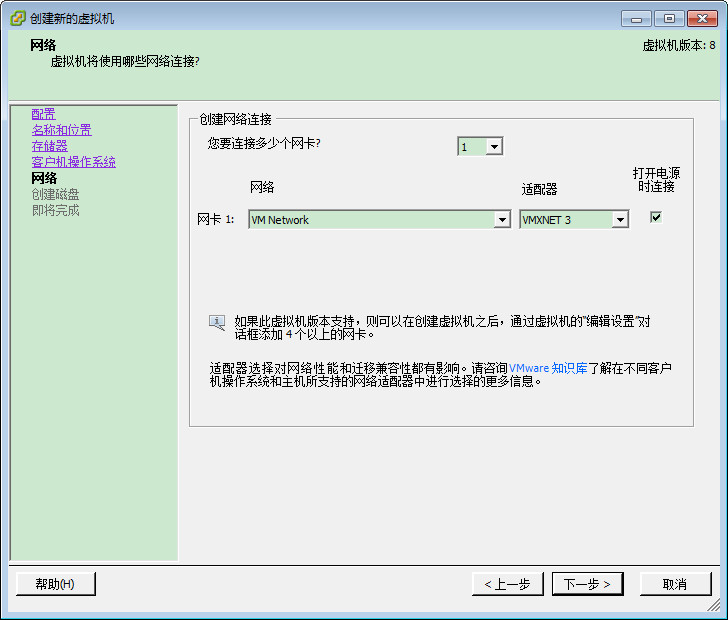 创建新的虚拟机
网络
虚拟机将使用哪些网络连接?
虚拟机版本: 8
配置
名称和位置
存储器
客户机操作系统
网络
创建磁盘
即将完成
创建网络连接
您要连接多少个网卡?
1
网络
适配器
打开电源
时连接
网卡 1:
VM Network
VMXNET 3
如果此虚拟机版本支持，则可以在创建虚拟机之后，通过虚拟机的"编辑设置"对
话框添加 4 个以上的网卡。
适配器选择对网络性能和迁移兼容性都有影响。请咨询VMware 知识库了解在不同客户
机操作系统和主机所支持的网络适配器中进行选择的更多信息。
帮助(H)
< 上一步
下一步 >
取消